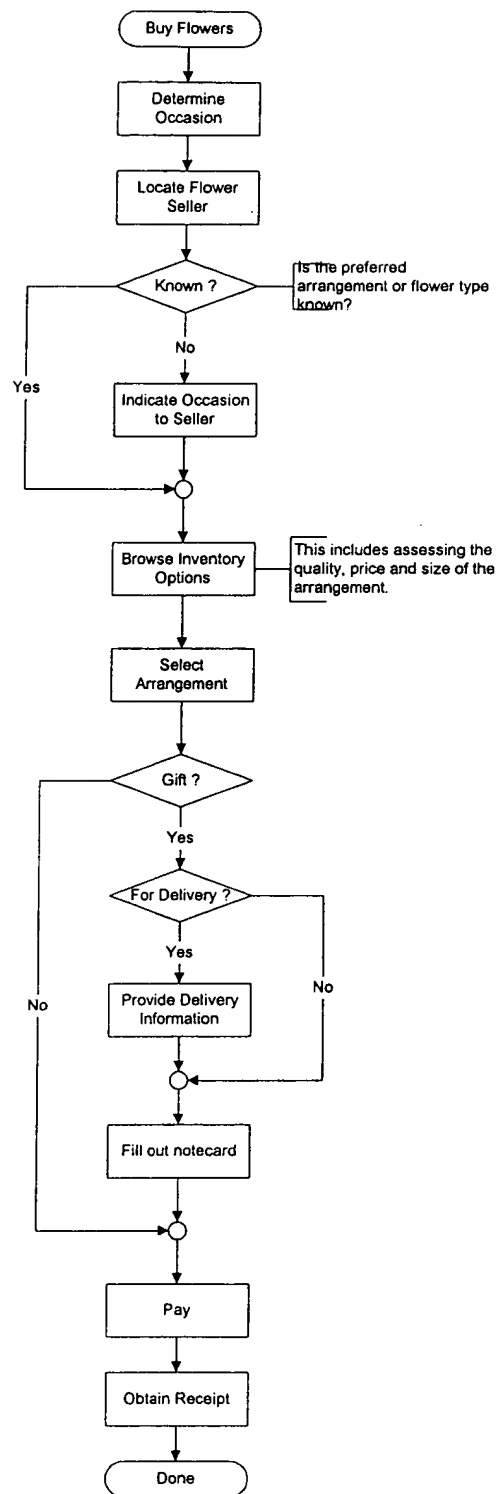 Buy Flowers
Determine
Occasion
Locate Flower
Seller
Known ?
Is the preferred
arrangement or flower type
known?
No
Yes
Indicate Occasion
to Seller
Browse Inventory
Options
This includes assessing the
quality, price and size of the
arrangement.
Select
Arrangement
Gift ?
Yes
For Delivery ?
Yes
No
No
Provide Delivery
Information
Fill out notecard
Pay
Obtain Receipt
Done